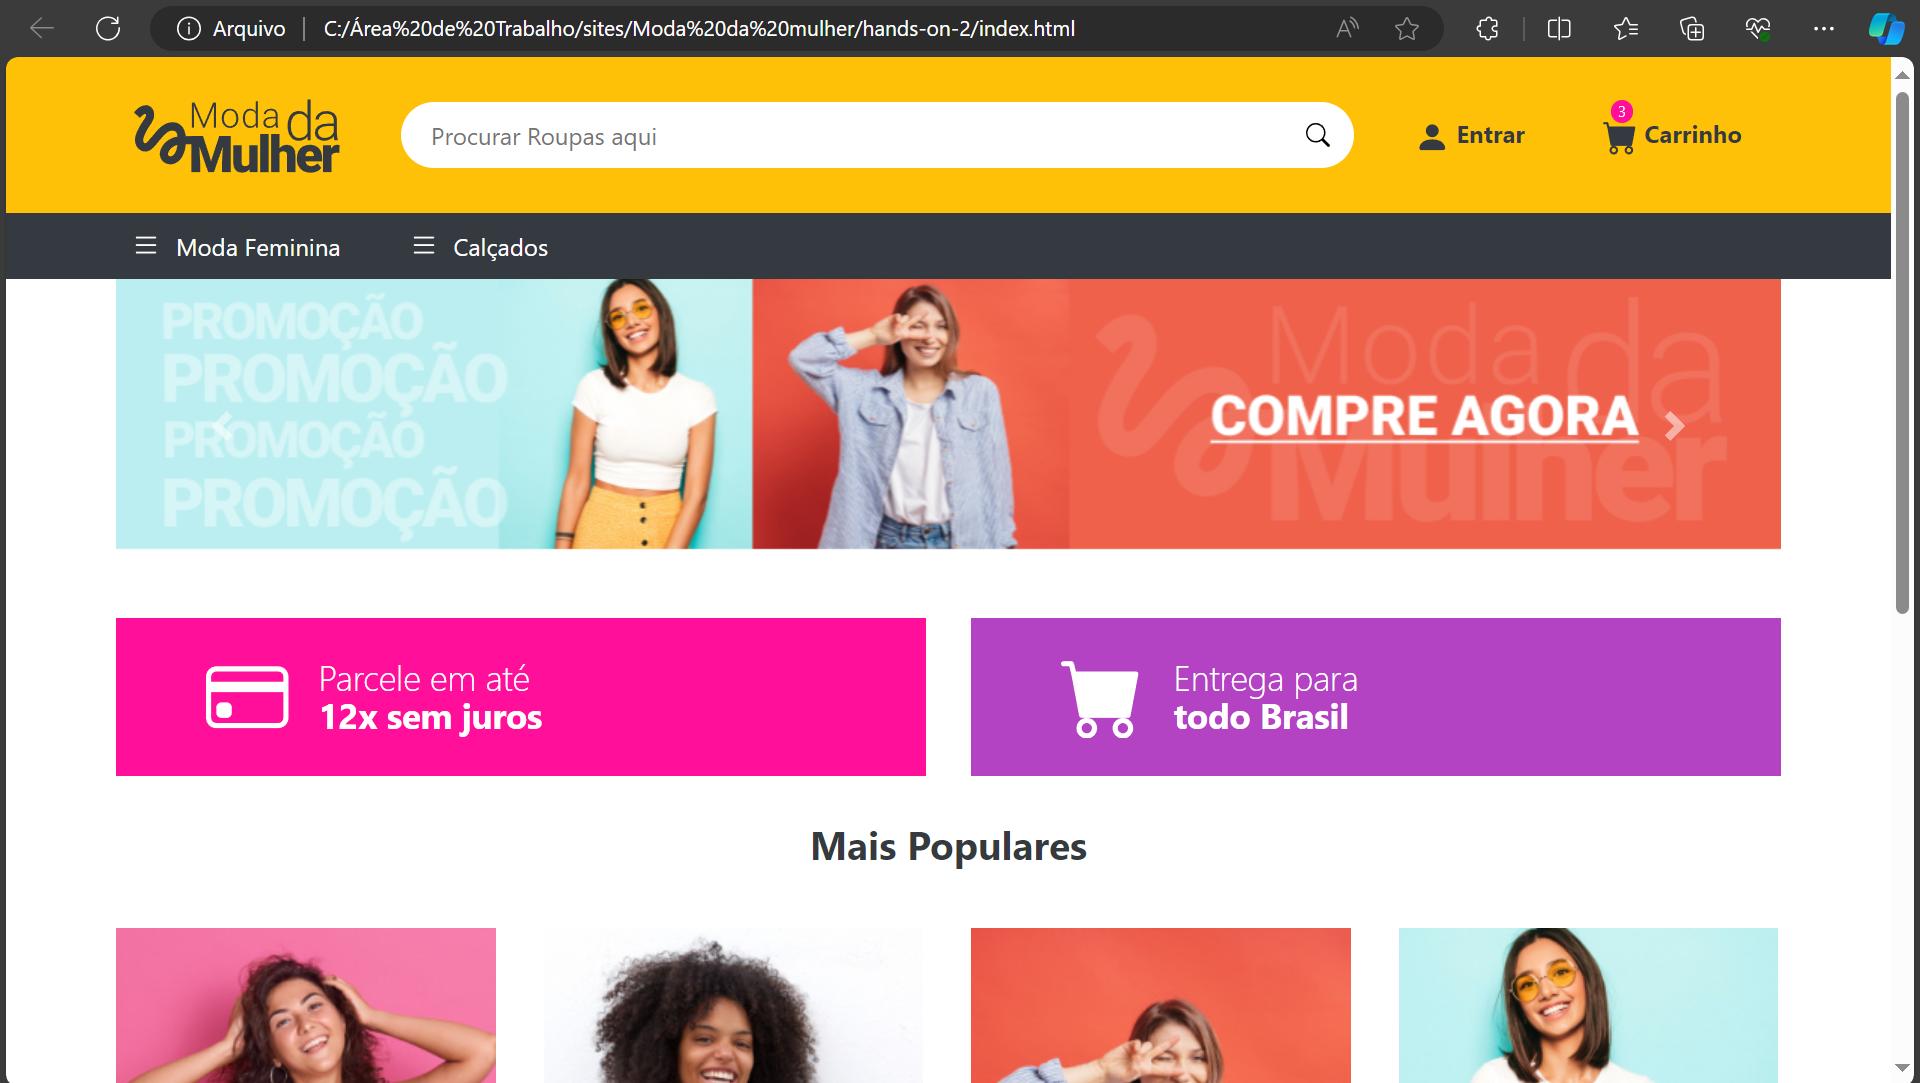 Arquivo
C:/Área%20de%20Trabalho/sites/Moda%20da%20mulher/hands-on-2/index.html
Moda da
Mulher
Procurar Roupas aqui
Entrar
3
Carrinho
Moda Feminina
Calçados
PROMOÇÃO
PROMOÇÃO
PROMOÇÃO
PROMOÇÃO
Moda da
Mulher
COMPRE AGORA
Parcele em até
12x sem juros
Entrega para
todo Brasil
Mais Populares